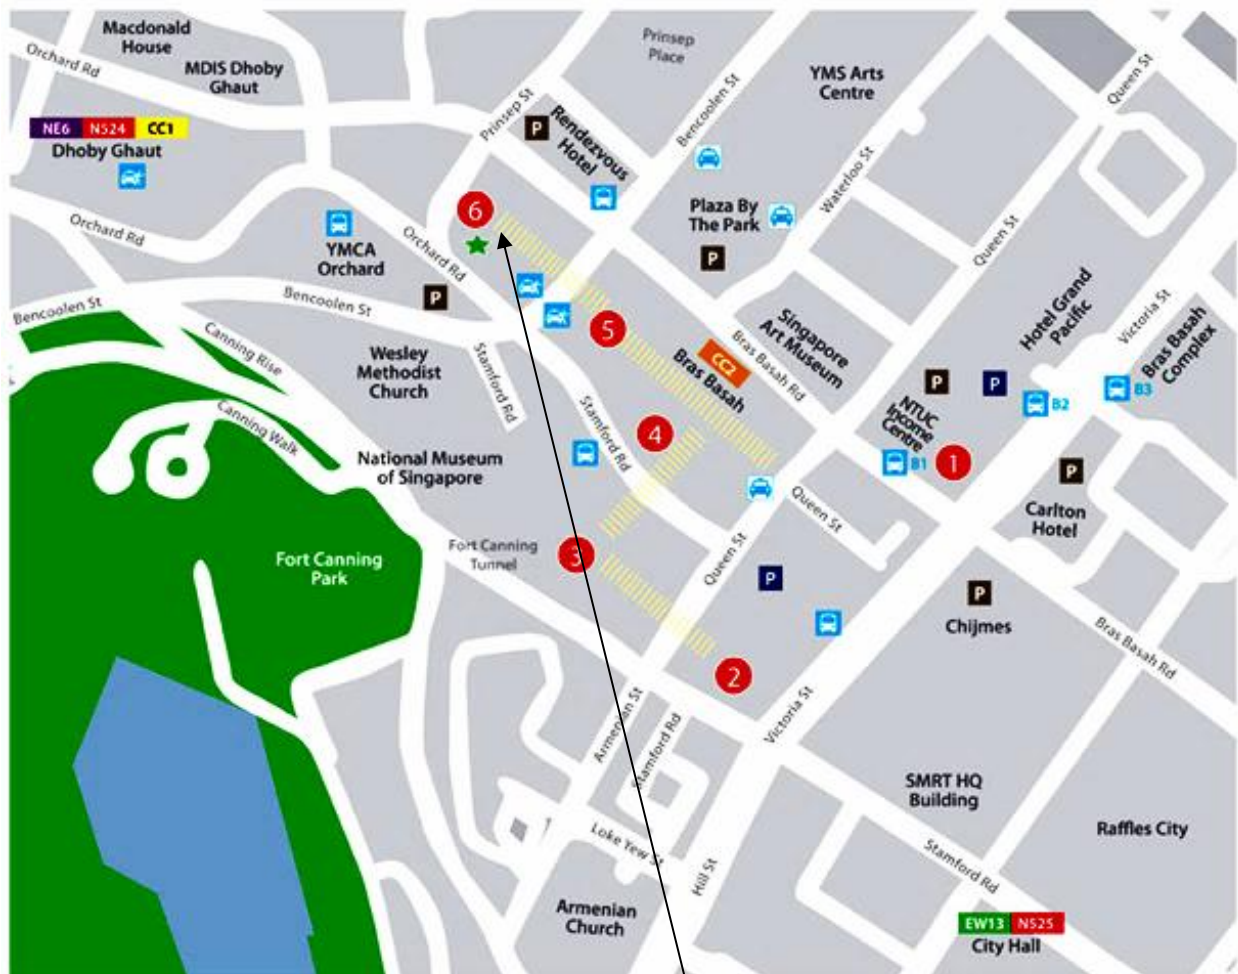 Macdonald
House
Orchard Rd
MDIS Dhoby
Ghaut
Prinsep
Place
YMS Arts
Centre
Queen St
Prinsep St
Bencoolen St
P
Rendezvous
Hotel
NE6 NS24 CC1
Dhoby Ghaut
Waterloo St
Orchard Rd
YMCA
Orchard
Orchard Rd
6
Plaza By
The Park
P
Queen St
Bencoolen St
Bencoolen St
P
Canning Rise
Wesley
Methodist
Church
Stamford Rd
5
CC2
Bras Basah
Bras Basah Rd
Singapore
Art Museum
Hotel Grand
Pacific
Victoria St
Bras Basah
Complex
P
P
B2
B3
NTUC
Income
Centre
B1
1
Canning Walk
Stamford Rd
4
National Museum
of Singapore
P
Carlton
Hotel
Queen St
Fort Canning
Park
Fort Canning
Tunnel
3
Queen St
P
P
Chijmes
Bras Basah Rd
2
Armenian St
Stamford Rd
Victoria St
SMRT HQ
Building
Raffles City
Loke Yew St
Hill St
Stamford Rd
Armenian
Church
EW13 NS25
City Hall